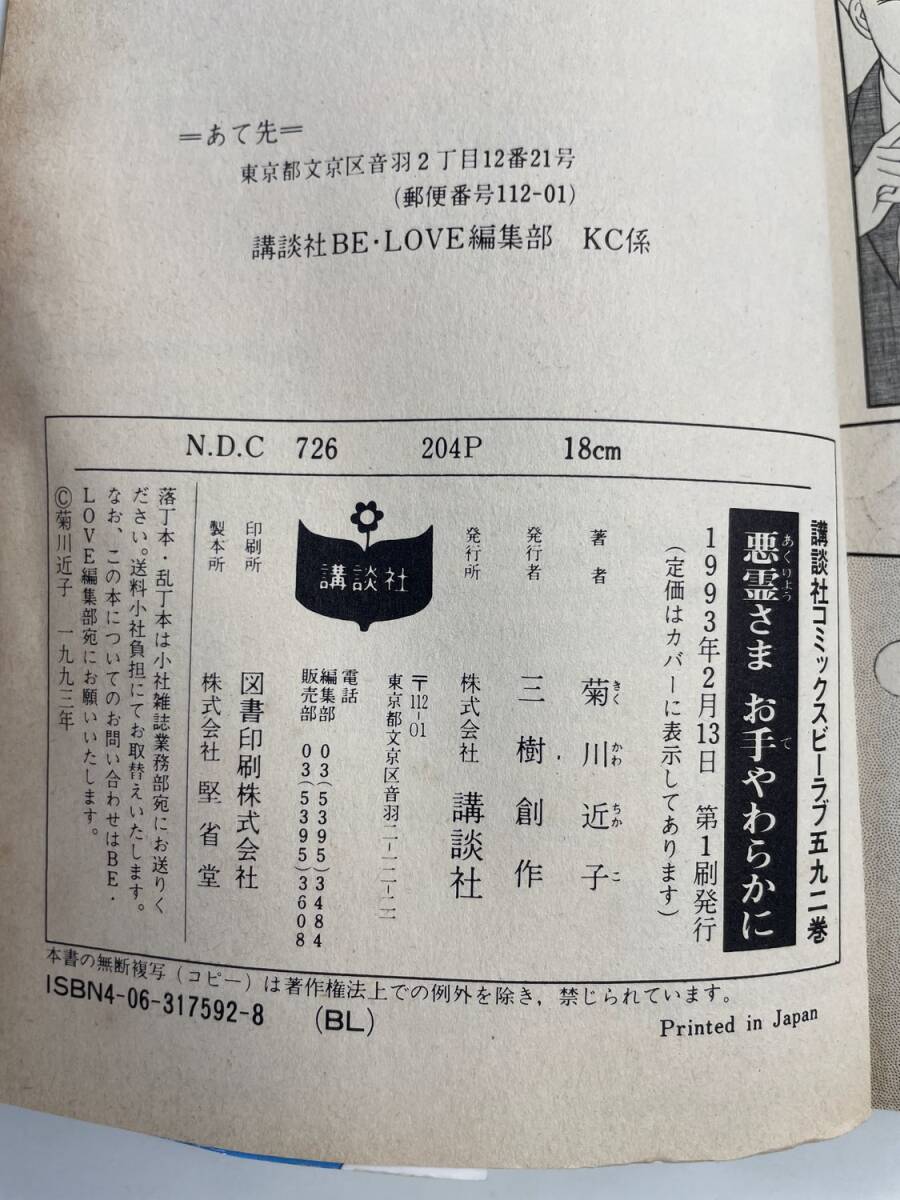 =あて先=
東京都文京区音羽2丁目12番21号
(郵便番号112-01)
講談社BE・LOVE編集部 KC係
N.D.C 726 204P 18cm
講談社コミックスビーラブ五九二巻
悪霊さま お手やわらかに
あくりよう
て
1993年2月13日 第1刷発行
(定価はカバーに表示してあります)
著者 菊川近子
きく かわ ちか こ
発行者 三樹創作
発行所 株式会社 講談社
〒112-01
東京都文京区音羽二-一二-二一
電話
編集部 03(5395)3484
販売部 03(5395)3608
講談社
印刷所 図書印刷株式会社
製本所 株式会社 堅省堂
落丁本・乱丁本は小社雑誌業務部宛にお送りく
ださい。送料小社負担にてお取替えいたします。
なお、この本についてのお問い合わせはBE・
LOVE編集部宛にお願いいたします。
©菊川近子 一九九三年
本書の無断複写(コピー)は著作権法上での例外を除き,禁じられています。
ISBN4-06-317592-8 (BL)
Printed in Japan